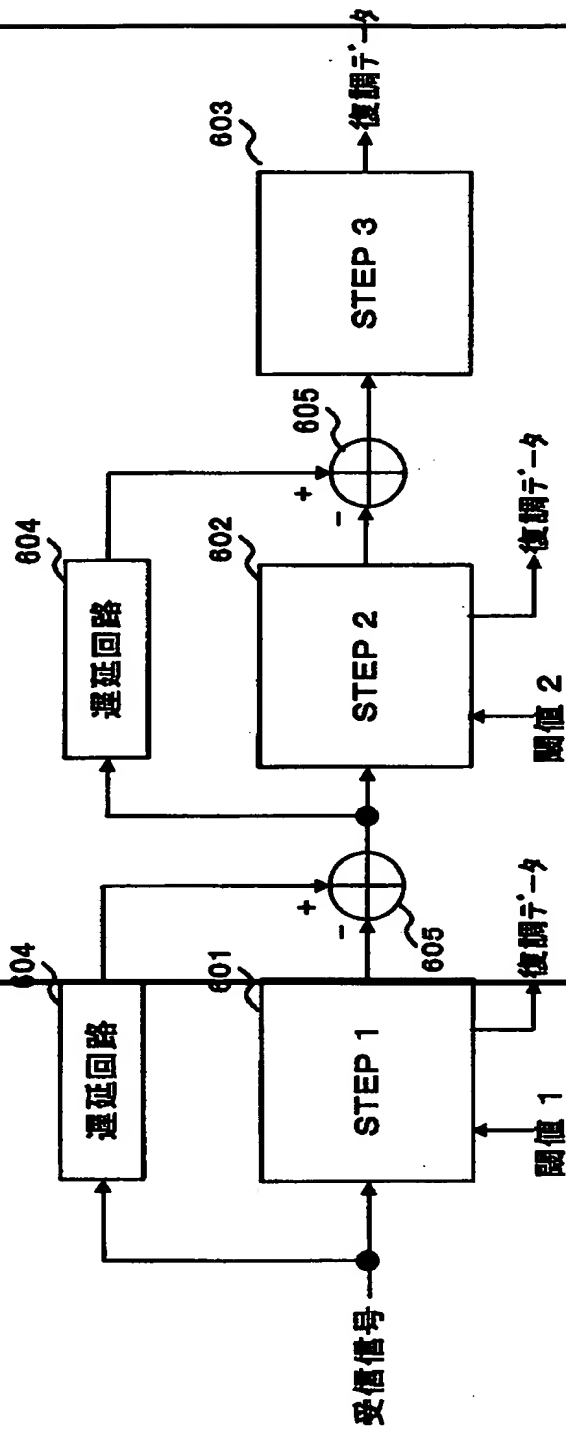 受信信号
604
遅延回路
601
STEP 1
閾値 1
復調データ
+
-
605
604
遅延回路
602
STEP 2
閾値 2
復調データ
+
-
605
603
STEP 3
復調データ